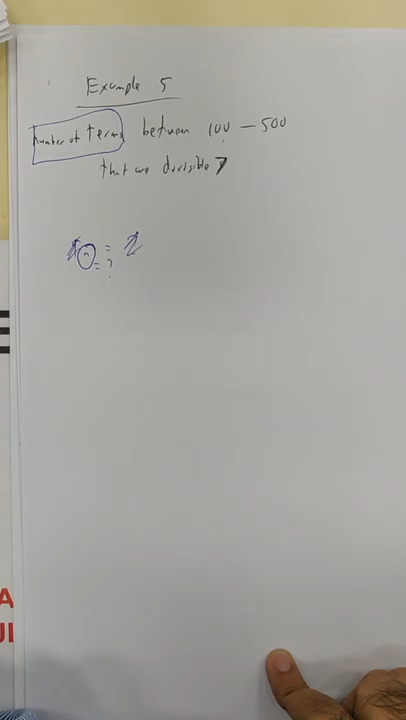 Example 5
number of terms between 100 – 500
that are divisible 7
n =
= ?
A